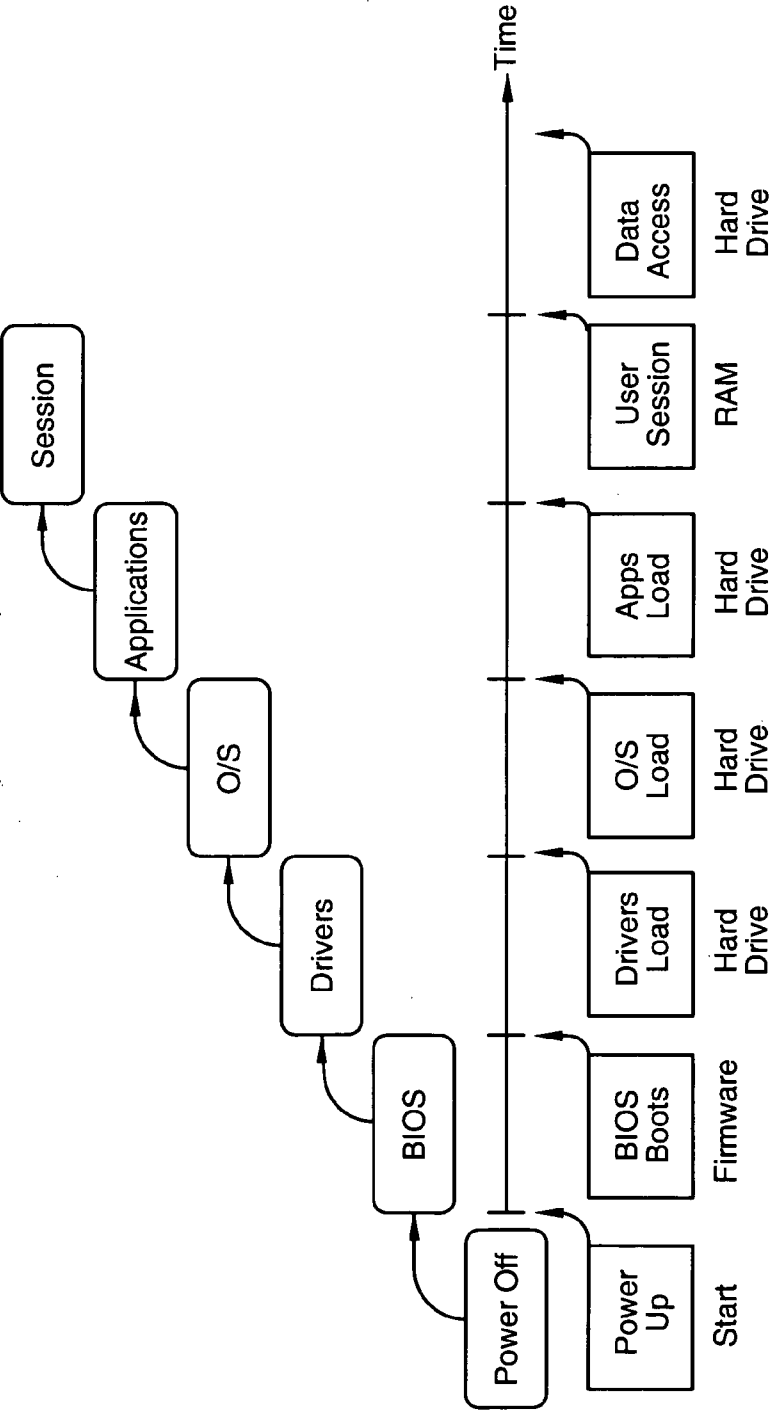 Session
Applications
O/S
Drivers
BIOS
Power Off
Time
Power
Up
BIOS
Boots
Drivers
Load
O/S
Load
Apps
Load
User
Session
Data
Access
Start
Firmware
Hard
Drive
Hard
Drive
Hard
Drive
RAM
Hard
Drive